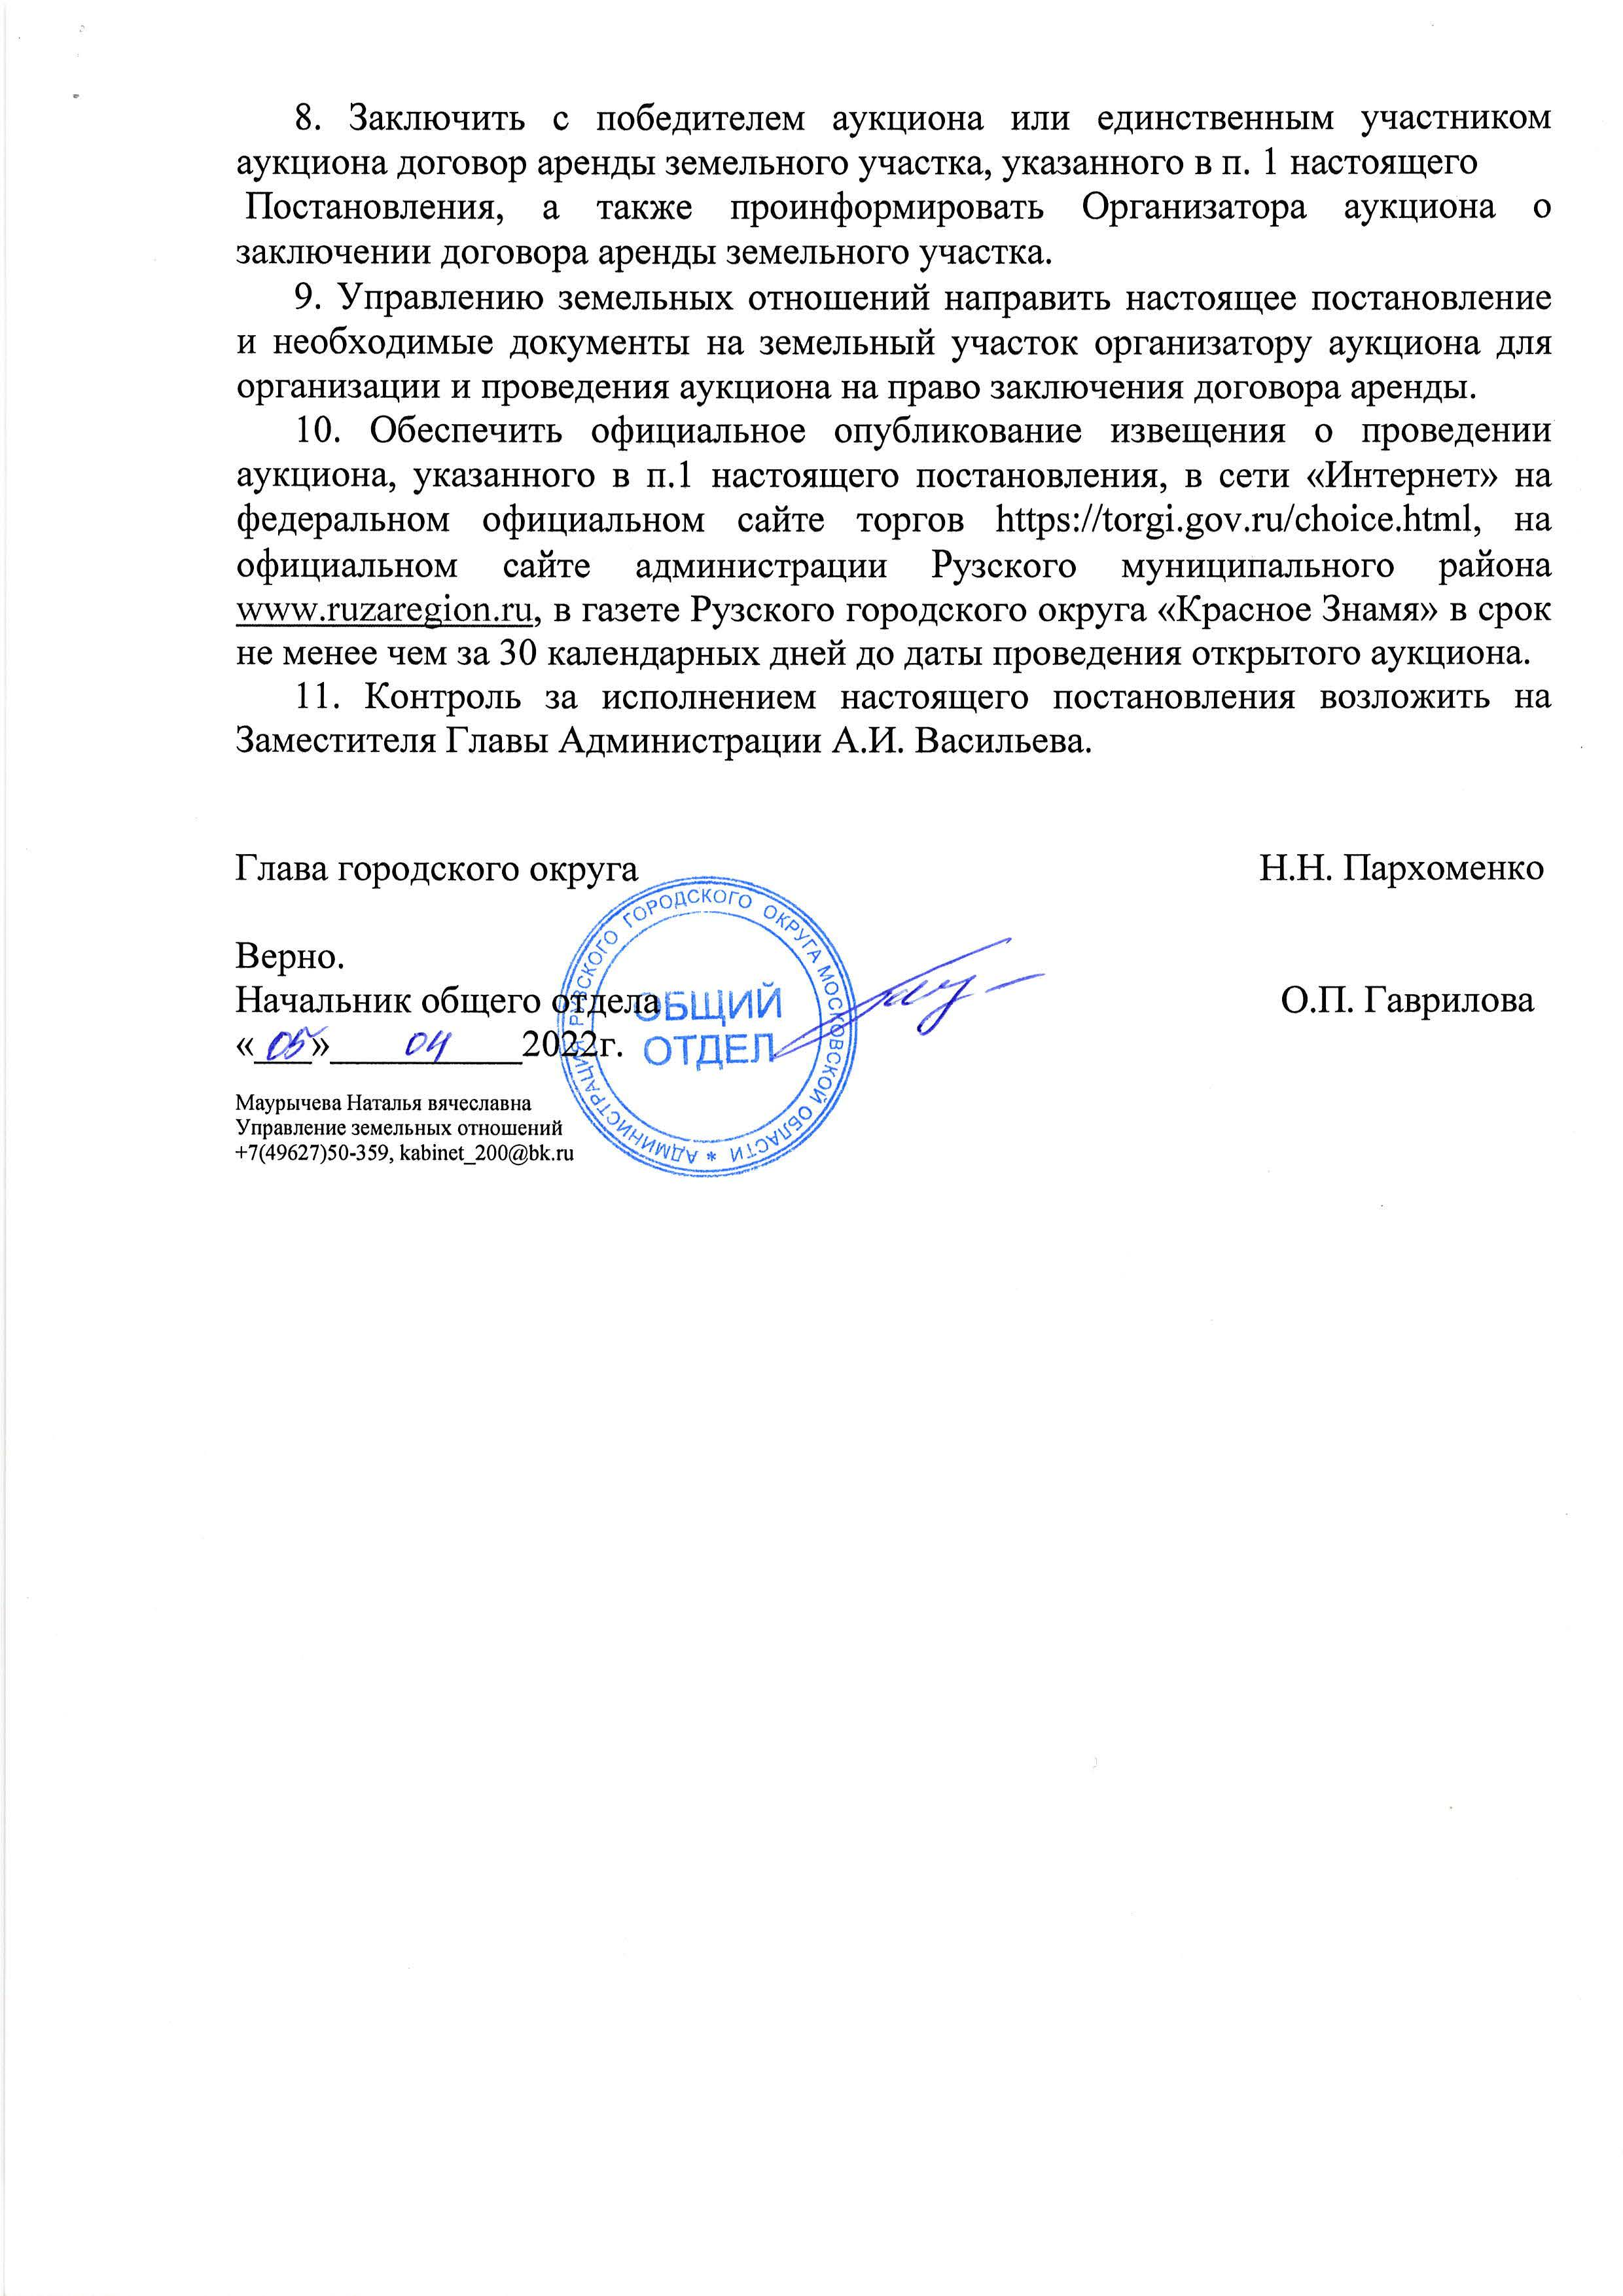 8. Заключить с победителем аукциона или единственным участником
аукциона договор аренды земельного участка, указанного в п. 1 настоящего
Постановления, а также проинформировать Организатора аукциона о
заключении договора аренды земельного участка.
9. Управлению земельных отношений направить настоящее постановление
и необходимые документы на земельный участок организатору аукциона для
организации и проведения аукциона на право заключения договора аренды.
10. Обеспечить официальное опубликование извещения о проведении
аукциона, указанного в п.1 настоящего постановления, в сети «Интернет» на
федеральном официальном сайте торгов https://torgi.gov.ru/choice.html, на
официальном сайте администрации Рузского муниципального района
www.ruzaregion.ru, в газете Рузского городского округа «Красное Знамя» в срок
не менее чем за 30 календарных дней до даты проведения открытого аукциона.
11. Контроль за исполнением настоящего постановления возложить на
Заместителя Главы Администрации А.И. Васильева.
Глава городского округа Н.Н. Пархоменко
Верно.
Начальник общего отдела О.П. Гаврилова
«05» 04 2022г.
АДМИНИСТРАЦИЯ РУЗСКОГО ГОРОДСКОГО ОКРУГА МОСКОВСКОЙ ОБЛАСТИ *
ОБЩИЙ
ОТДЕЛ
Маурычева Наталья вячеславна
Управление земельных отношений
+7(49627)50-359, kabinet_200@bk.ru